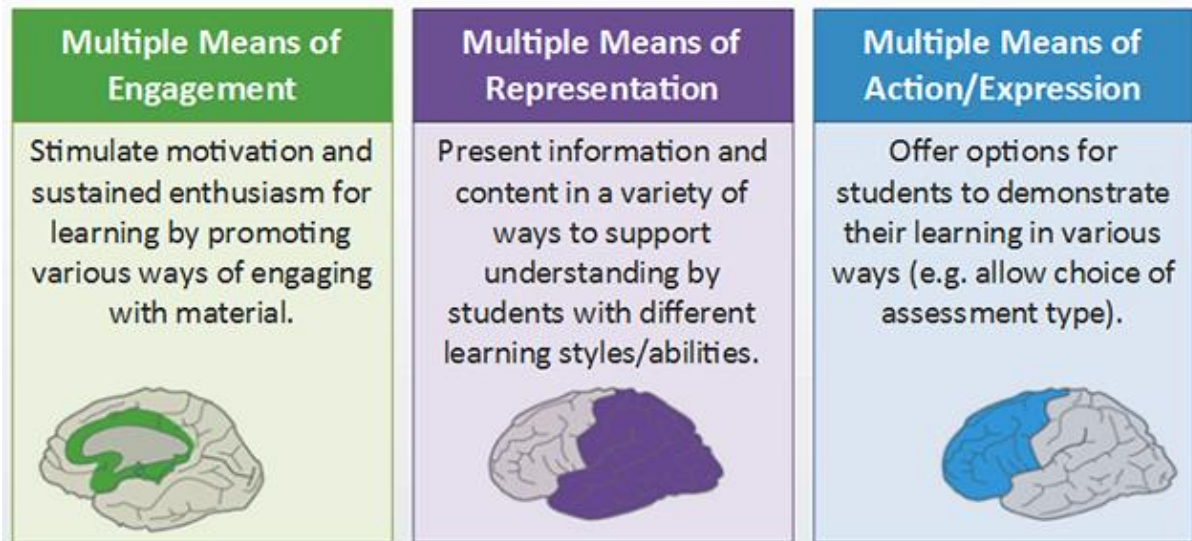 Multiple Means of
Engagement
Stimulate motivation and
sustained enthusiasm for
learning by promoting
various ways of engaging
with material.
Multiple Means of
Representation
Present information and
content in a variety of
ways to support
understanding by
students with different
learning styles/abilities.
Multiple Means of
Action/Expression
Offer options for
students to demonstrate
their learning in various
ways (e.g. allow choice of
assessment type).